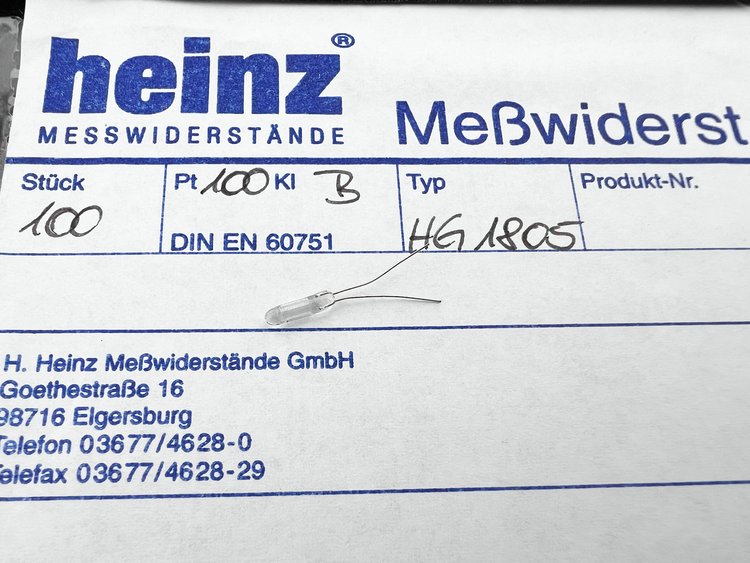 heinz®
MESSWIDERSTÄNDE
Meßwiderst
Stück
100
Pt 100 Kl B
DIN EN 60751
Typ
HG 1805
Produkt-Nr.
H. Heinz Meßwiderstände GmbH
Goethestraße 16
98716 Elgersburg
Telefon 03677/4628-0
Telefax 03677/4628-29